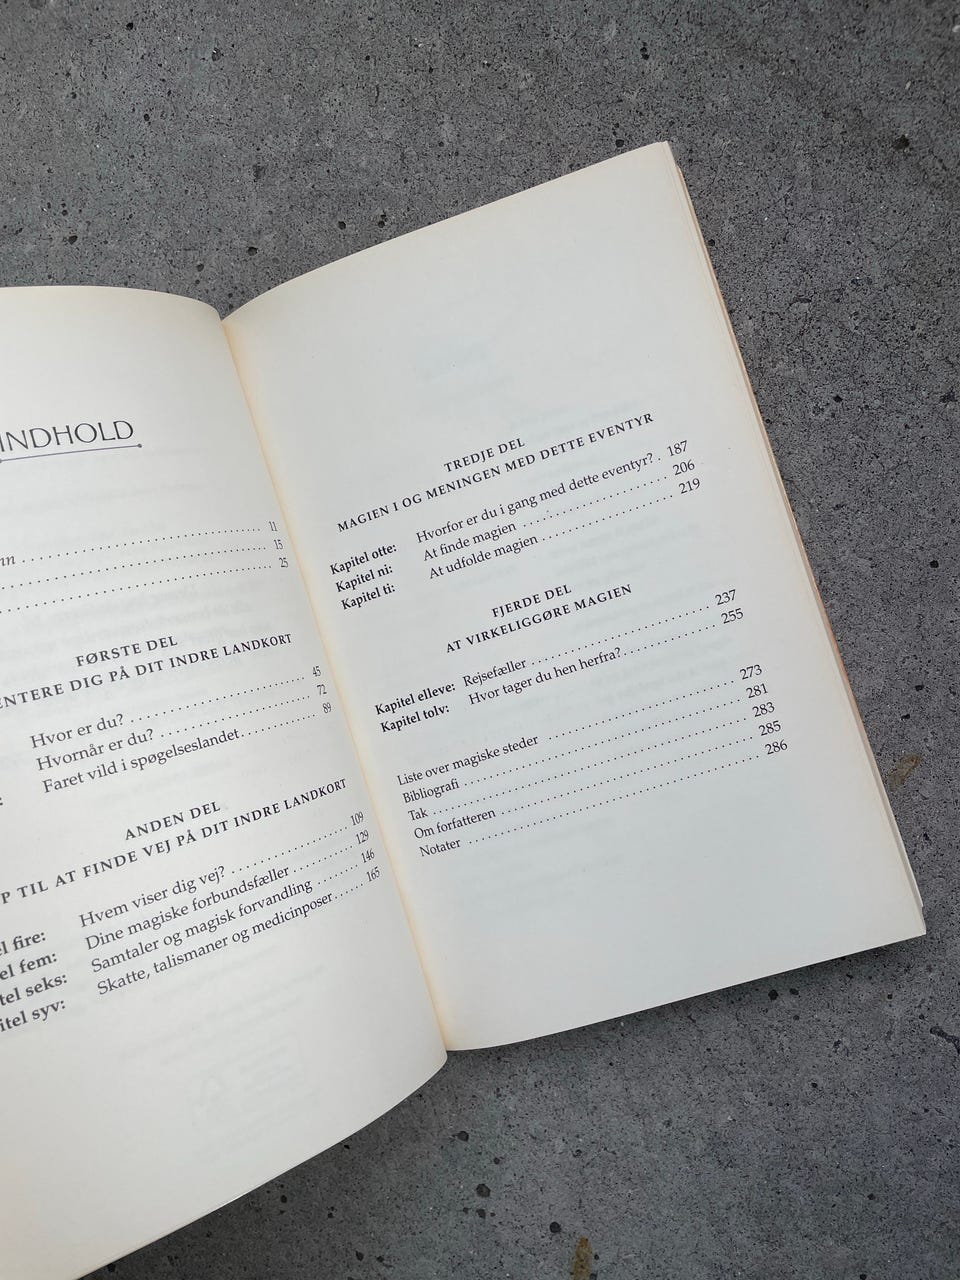 INDHOLD
11
15
25
FØRSTE DEL
DIG PÅ DIT INDRE LANDKORT
Hvor er du? . . . . . . . . . . . . . . . . . . . . 45
Hvornår er du? . . . . . . . . . . . . . . . . . . 72
Faret vild i spøgelseslandet. . . . . . . . . . . 89
ANDEN DEL
TIL AT FINDE VEJ PÅ DIT INDRE LANDKORT
fire: Hvem viser dig vej? . . . . . . . . . . . . . . 109
fem: Dine magiske forbundsfæller . . . . . . . . . 129
seks: Samtaler og magisk forvandling . . . . . . . 146
syv: Skatte, talismaner og medicinposer . . . . . 165
TREDJE DEL
MAGIEN I OG MENINGEN MED DETTE EVENTYR
Kapitel otte: Hvorfor er du i gang med dette eventyr? . 187
Kapitel ni: At finde magien . . . . . . . . . . . . . . . . . . . . 206
Kapitel ti: At udfolde magien . . . . . . . . . . . . . . . . . . 219
FJERDE DEL
AT VIRKELIGGØRE MAGIEN
Kapitel elleve: Rejsefæller . . . . . . . . . . . . . . . . . . . . . . . 237
Kapitel tolv: Hvor tager du hen herfra? . . . . . . . . . . . . 255
Liste over magiske steder . . . . . . . . . . . . . . . . . . . . . . . 273
Bibliografi . . . . . . . . . . . . . . . . . . . . . . . . . . . . . . . . 281
Tak . . . . . . . . . . . . . . . . . . . . . . . . . . . . . . . . . . . . 283
Om forfatteren . . . . . . . . . . . . . . . . . . . . . . . . . . . . . 285
Notater . . . . . . . . . . . . . . . . . . . . . . . . . . . . . . . . . 286